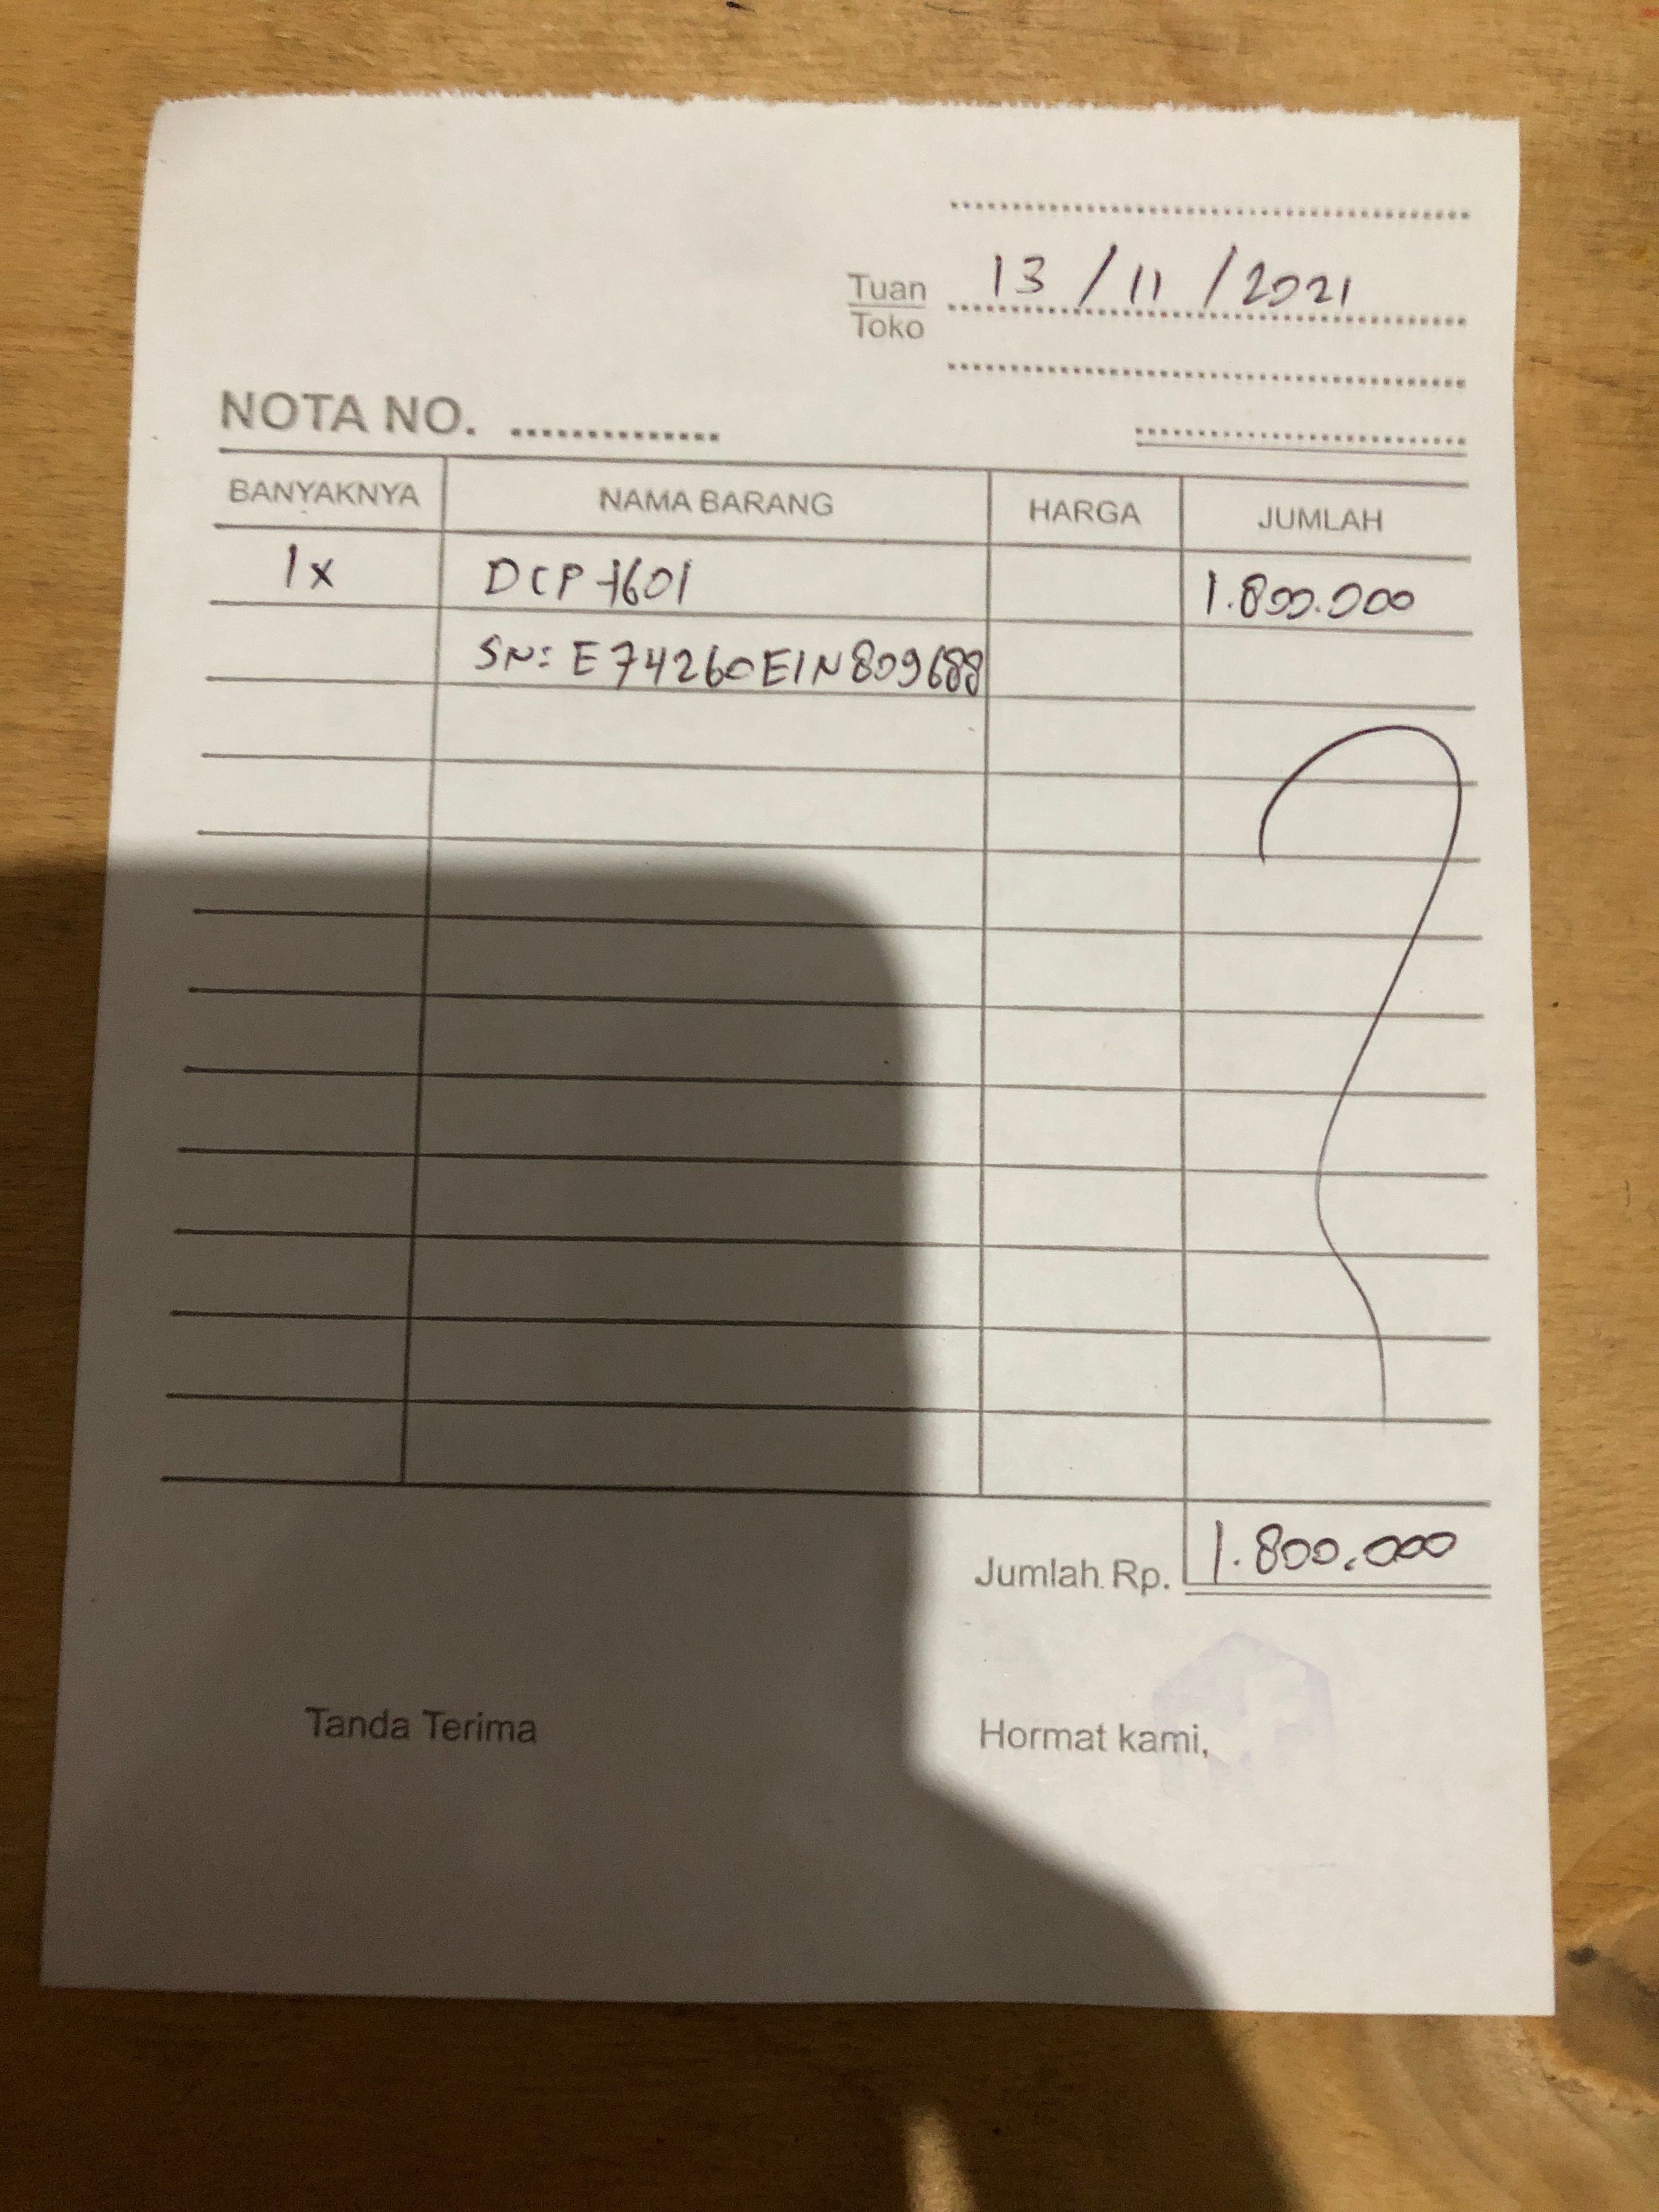 13 / 11 / 2021
Tuan
Toko
NOTA NO.
BANYAKNYA NAMA BARANG HARGA JUMLAH
1x DCP-1601 1.800.000
SN: E74260E1N809688
Jumlah Rp. 1.800.000
Tanda Terima Hormat kami,